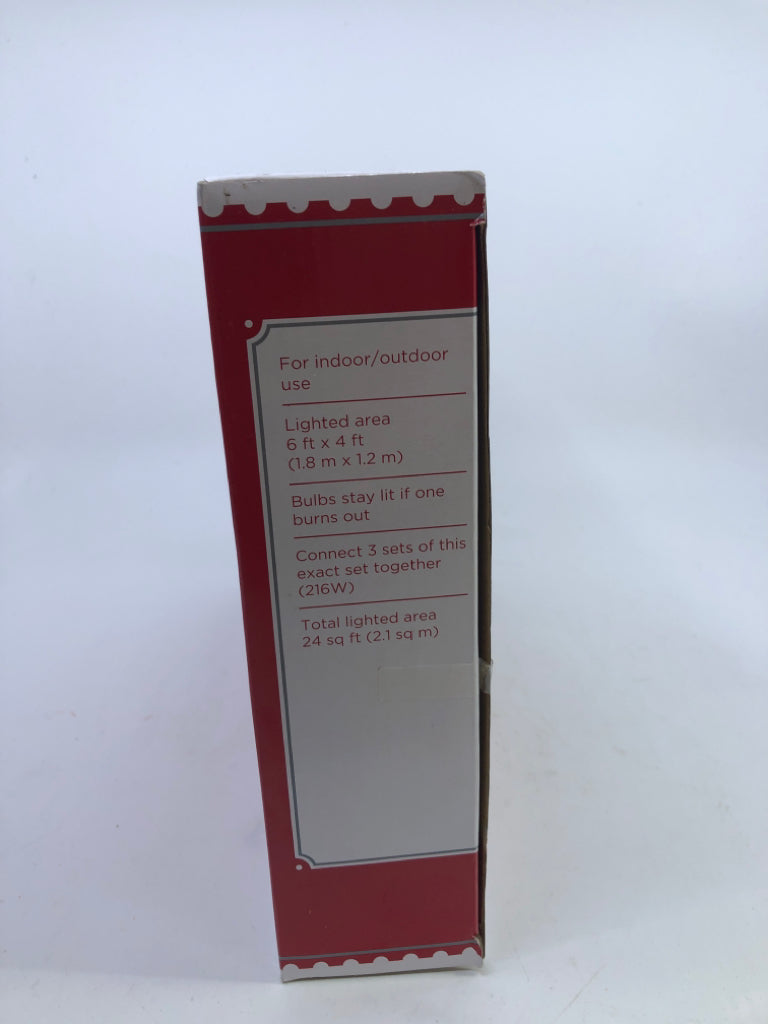 For indoor/outdoor
use
Lighted area
6 ft x 4 ft
(1.8 m x 1.2 m)
Bulbs stay lit if one
burns out
Connect 3 sets of this
exact set together
(216W)
Total lighted area
24 sq ft (2.1 sq m)